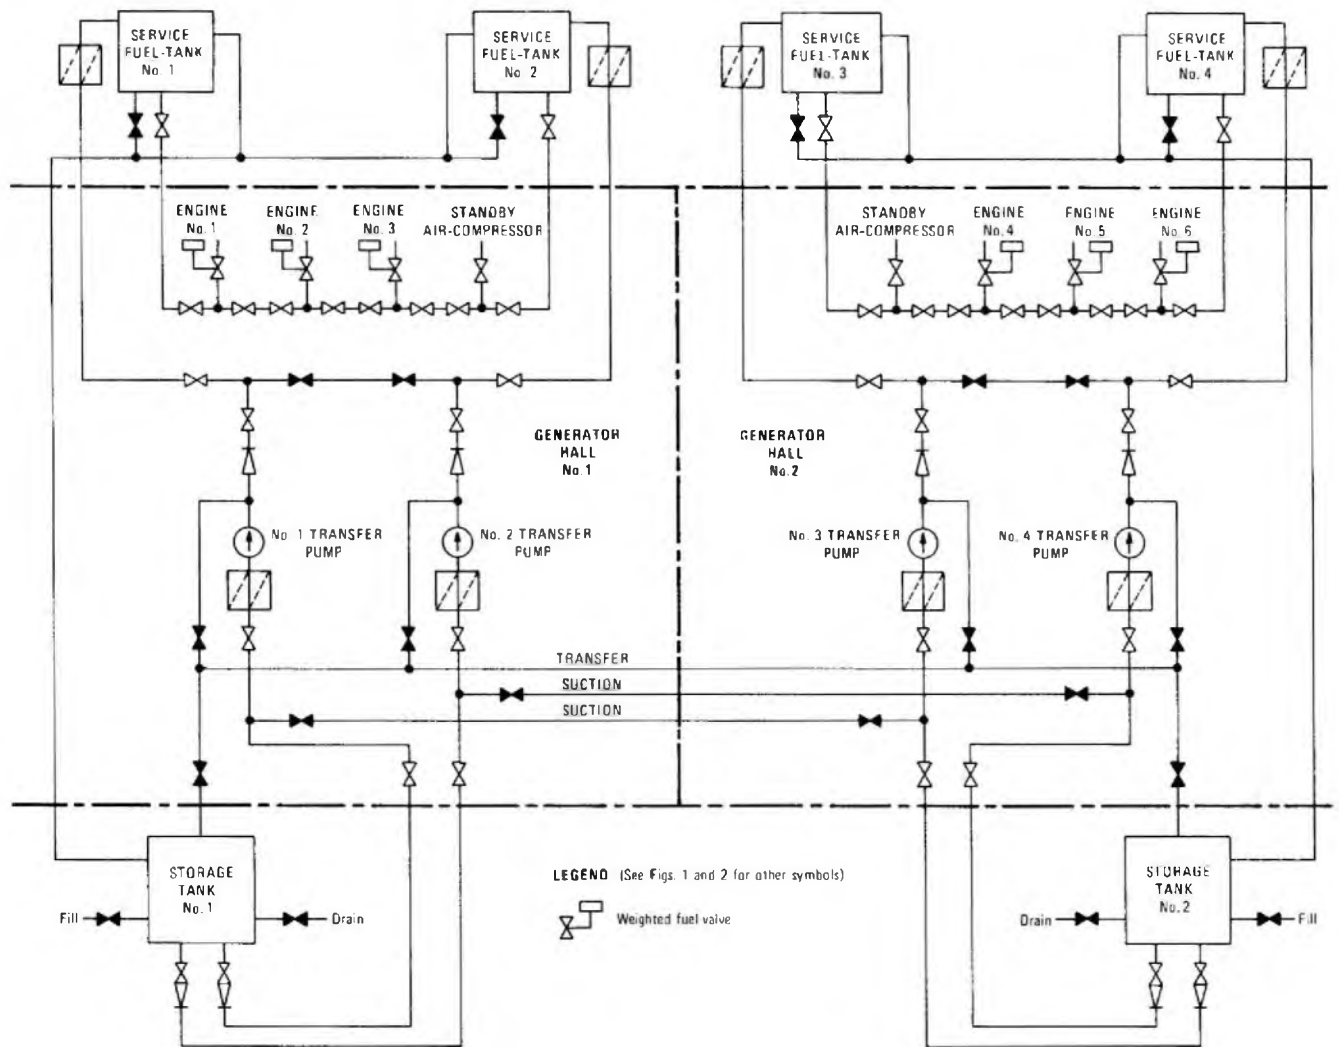 SERVICE
FUEL-TANK
No. 1
SERVICE
FUEL-TANK
No. 2
SERVICE
FUEL-TANK
No. 3
SERVICE
FUEL-TANK
No. 4
ENGINE
No. 1
ENGINE
No. 2
ENGINE
No. 3
STANDBY
AIR-COMPRESSOR
STANDBY
AIR-COMPRESSOR
ENGINE
No. 4
ENGINE
No. 5
ENGINE
No. 6
GENERATOR
HALL
No. 1
GENERATOR
HALL
No. 2
No. 1 TRANSFER
PUMP
No. 2 TRANSFER
PUMP
No. 3 TRANSFER
PUMP
No. 4 TRANSFER
PUMP
TRANSFER
SUCTION
SUCTION
STORAGE
TANK
No. 1
Fill
Drain
LEGEND (See Figs. 1 and 2 for other symbols)
Weighted fuel valve
STORAGE
TANK
No. 2
Drain
Fill